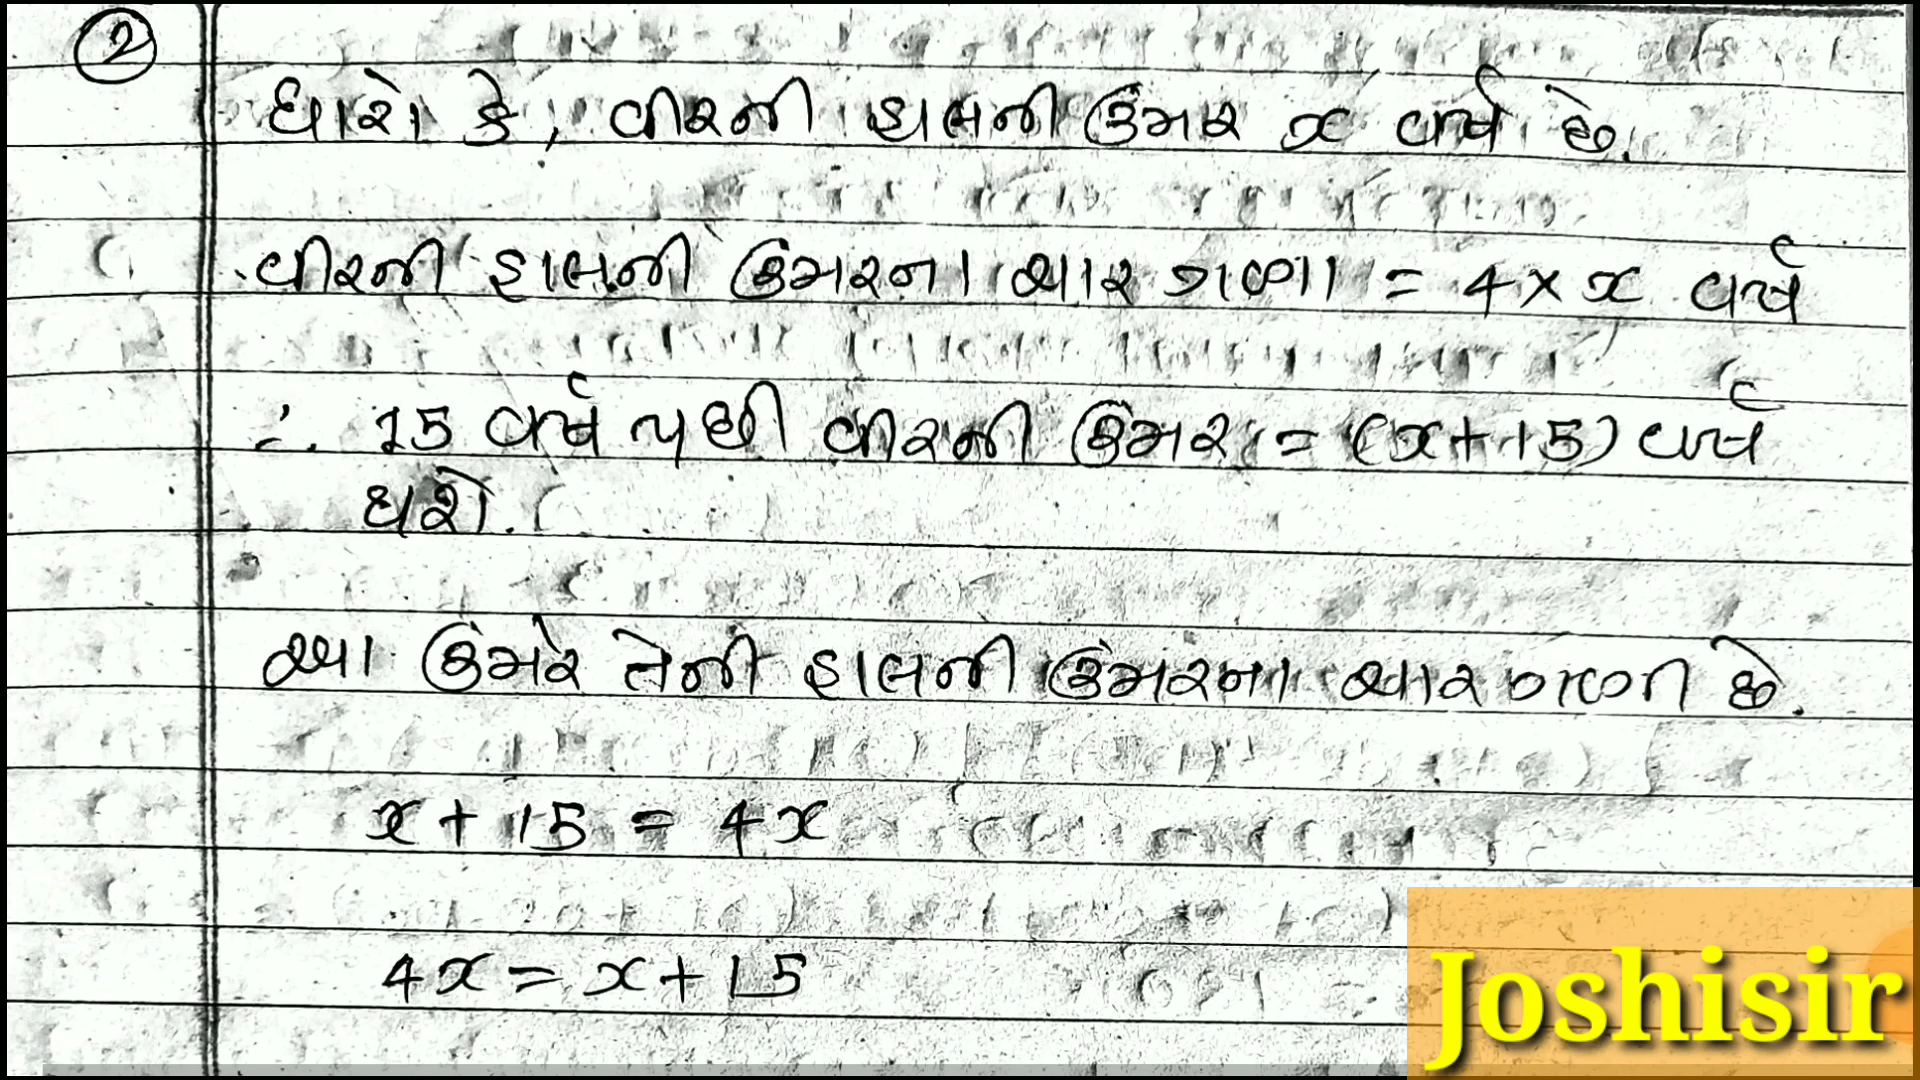 ②
ધારો કે, વીરની હાલની ઉંમર x વર્ષ છે.
વીરની હાલની ઉંમરના ચાર ગણા = 4 × x વર્ષ
∴ 15 વર્ષ પછી વીરની ઉંમર = (x + 15) વર્ષ
થશે.
આ ઉંમરે તેની હાલની ઉંમરના ચાર ગણી છે.
x + 15 = 4x
4x = x + 15
Joshisir